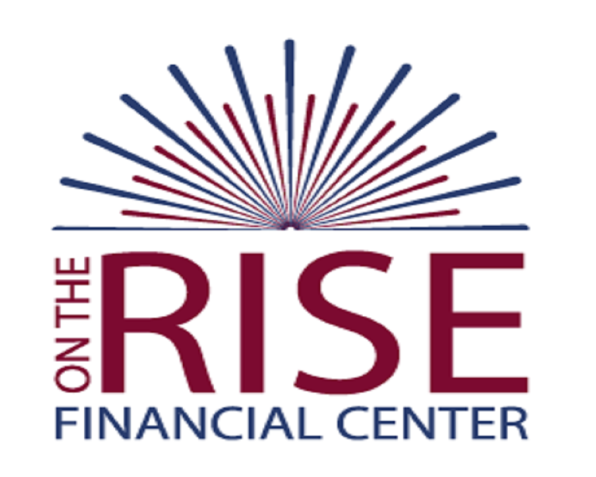 ON THE
RISE
FINANCIAL CENTER